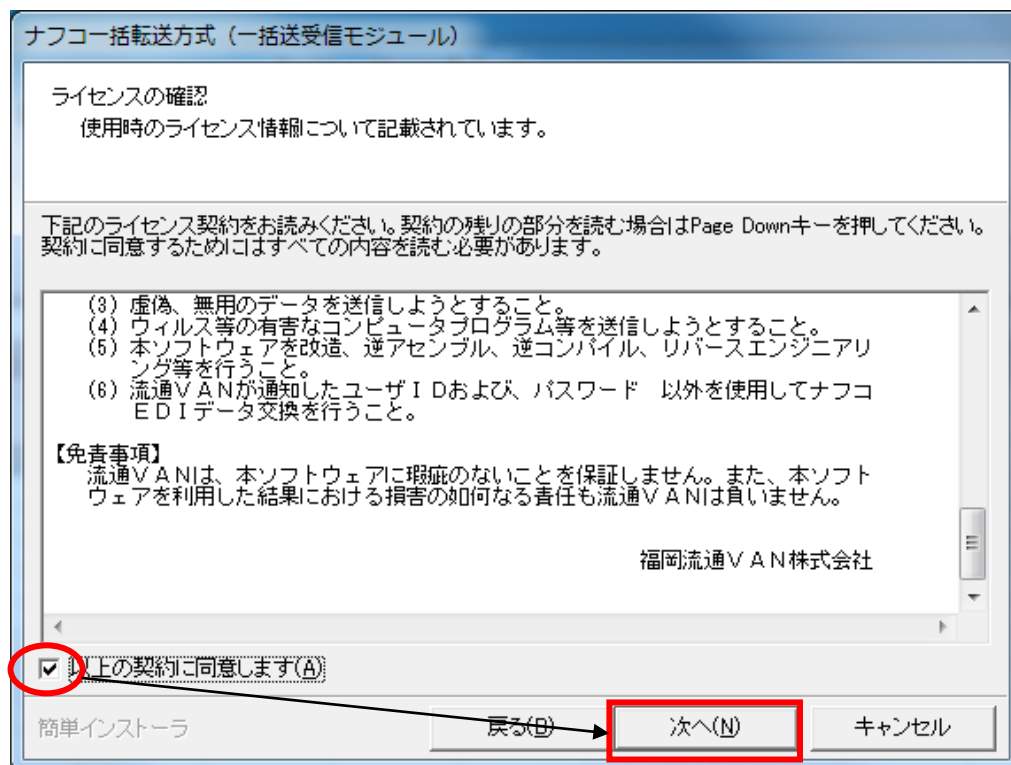 ナフコ一括転送方式（一括送受信モジュール）
ライセンスの確認
使用時のライセンス情報について記載されています。
下記のライセンス契約をお読みください。契約の残りの部分を読む場合はPage Downキーを押してください。
契約に同意するためにはすべての内容を読む必要があります。
(3) 虚偽、無用のデータを送信しようとすること。
(4) ウィルス等の有害なコンピュータプログラム等を送信しようとすること。
(5) 本ソフトウェアを改造、逆アセンブル、逆コンパイル、リバースエンジニアリ
ング等を行うこと。
(6) 流通ＶＡＮが通知したユーザＩＤおよび、パスワード　以外を使用してナフコ
ＥＤＩデータ交換を行うこと。
【免責事項】
流通ＶＡＮは、本ソフトウェアに瑕疵のないことを保証しません。また、本ソフト
ウェアを利用した結果における損害の如何なる責任も流通ＶＡＮは負いません。
福岡流通ＶＡＮ株式会社
以上の契約に同意します(A)
簡単インストーラ
戻る(B)
次へ(N)
キャンセル